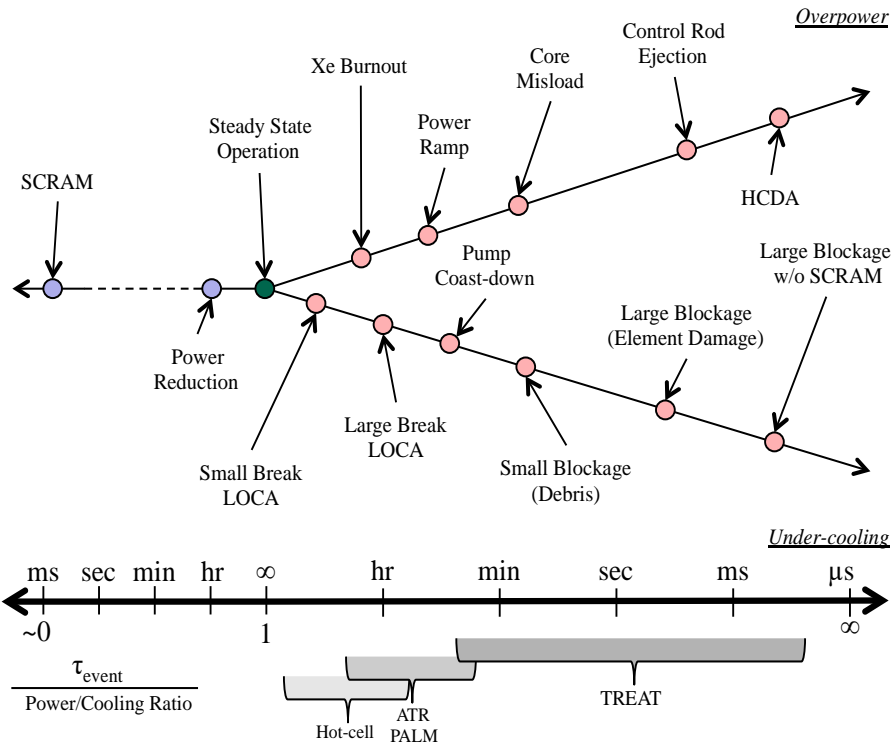 Overpower
Control Rod
Ejection
Core
Misload
Xe Burnout
Power
Ramp
Steady State
Operation
SCRAM
HCDA
Pump
Coast-down
Large Blockage
w/o SCRAM
Large Blockage
(Element Damage)
Power
Reduction
Large Break
LOCA
Small Break
LOCA
Small Blockage
(Debris)
Under-cooling
ms sec min hr ∞ hr min sec ms µs
~0 1 ∞
τevent
Power/Cooling Ratio
Hot-cell
ATR
PALM
TREAT